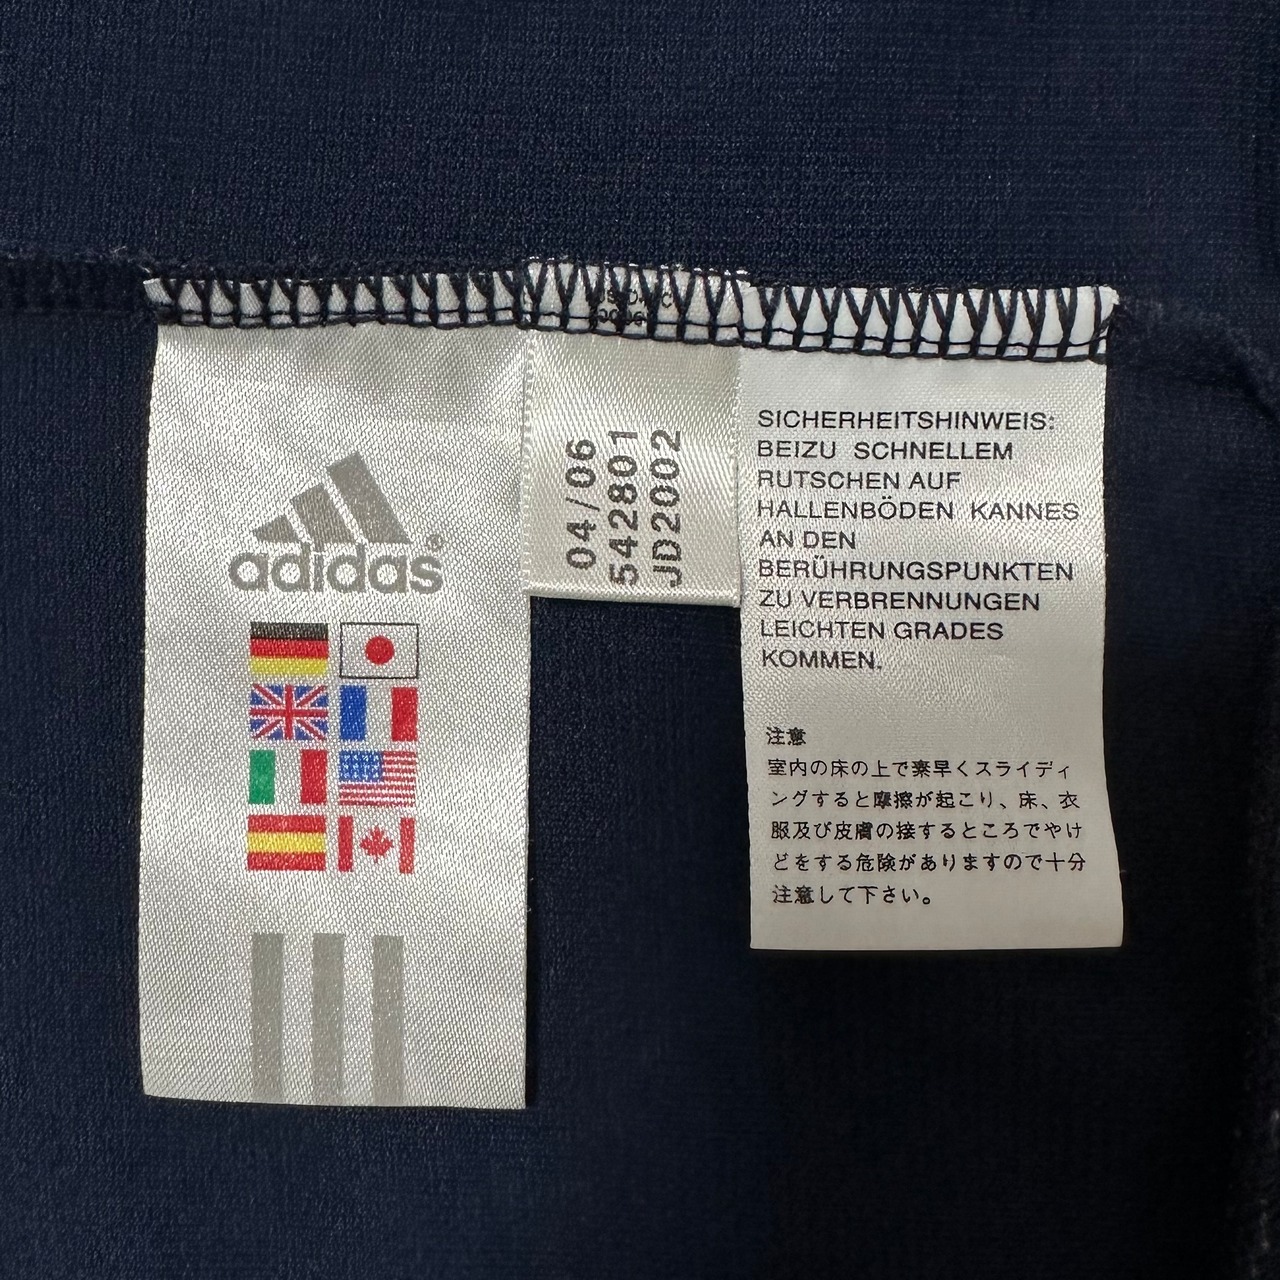 adidas®
04/06
542801
JD2002
SICHERHEITSHINWEIS:
BEIZU SCHNELLEM
RUTSCHEN AUF
HALLENBÖDEN KANNES
AN DEN
BERÜHRUNGSPUNKTEN
ZU VERBRENNUNGEN
LEICHTEN GRADES
KOMMEN.
注意
室内の床の上で素早くスライディ
ングすると摩擦が起こり、床、衣
服及び皮膚の接するところでやけ
どをする危険がありますので十分
注意して下さい。